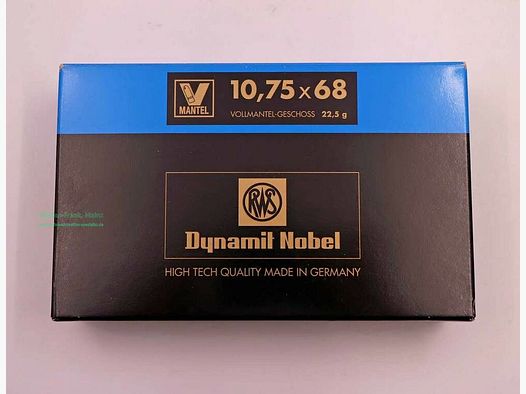 V
MANTEL
10,75 x 68
VOLLMANTEL-GESCHOSS 22,5 g
RWS
Dynamit Nobel
HIGH TECH QUALITY MADE IN GERMANY